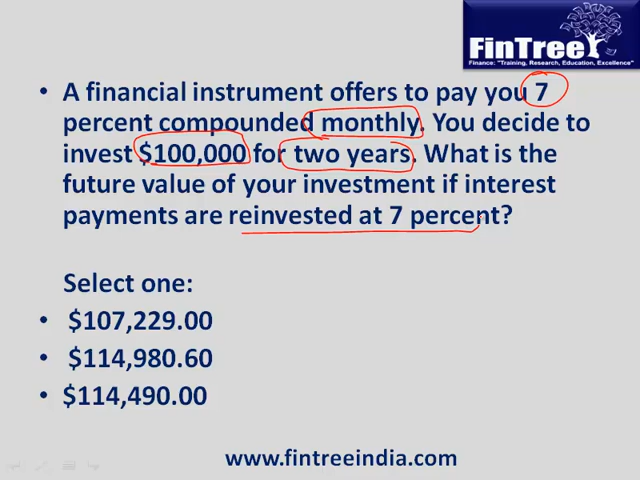 FinTree
Finance: "Training, Research, Education, Excellence"
• A financial instrument offers to pay you 7
percent compounded monthly. You decide to
invest $100,000 for two years. What is the
future value of your investment if interest
payments are reinvested at 7 percent?
Select one:
• $107,229.00
• $114,980.60
• $114,490.00
www.fintreeindia.com